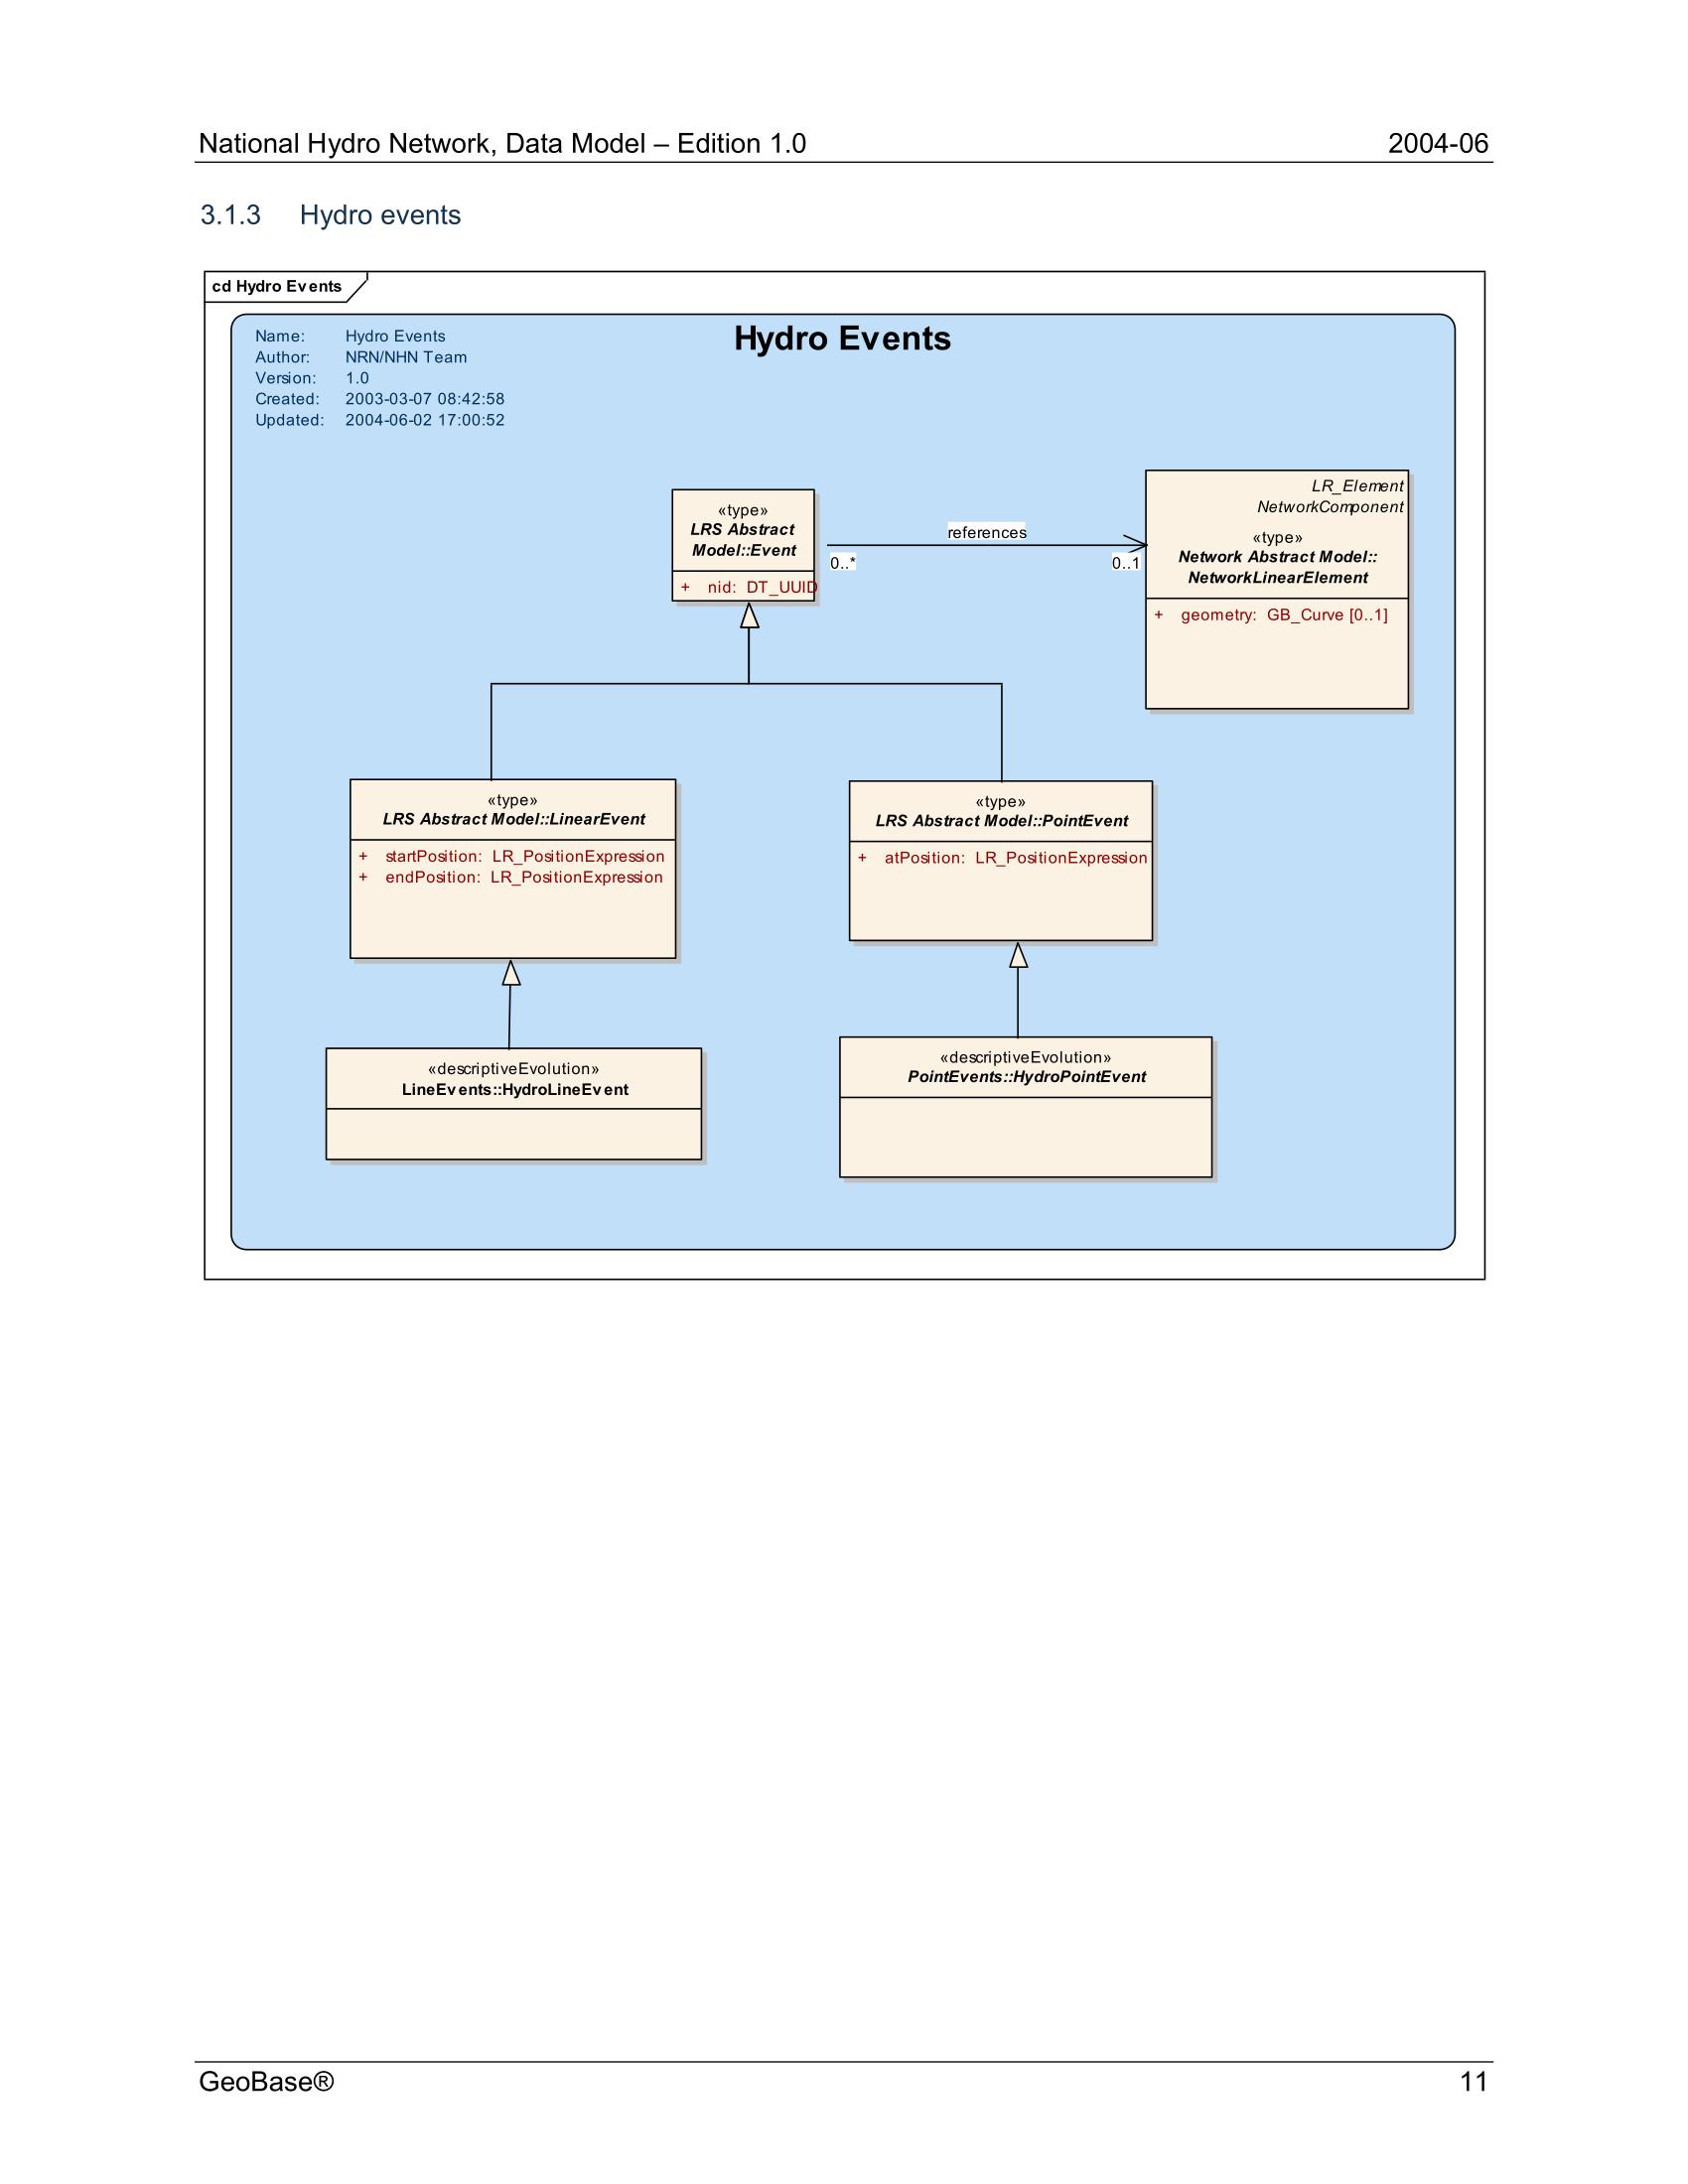 National Hydro Network, Data Model – Edition 1.0 2004-06
3.1.3 Hydro events
cd Hydro Events
Hydro Events
Name: Hydro Events
Author: NRN/NHN Team
Version: 1.0
Created: 2003-03-07 08:42:58
Updated: 2004-06-02 17:00:52
«type»
LRS Abstract
Model::Event
+ nid: DT_UUID
references
0..*
0..1
LR_Element
NetworkComponent
«type»
Network Abstract Model::
NetworkLinearElement
+ geometry: GB_Curve [0..1]
«type»
LRS Abstract Model::LinearEvent
+ startPosition: LR_PositionExpression
+ endPosition: LR_PositionExpression
«type»
LRS Abstract Model::PointEvent
+ atPosition: LR_PositionExpression
«descriptiveEvolution»
LineEvents::HydroLineEvent
«descriptiveEvolution»
PointEvents::HydroPointEvent
GeoBase® 11